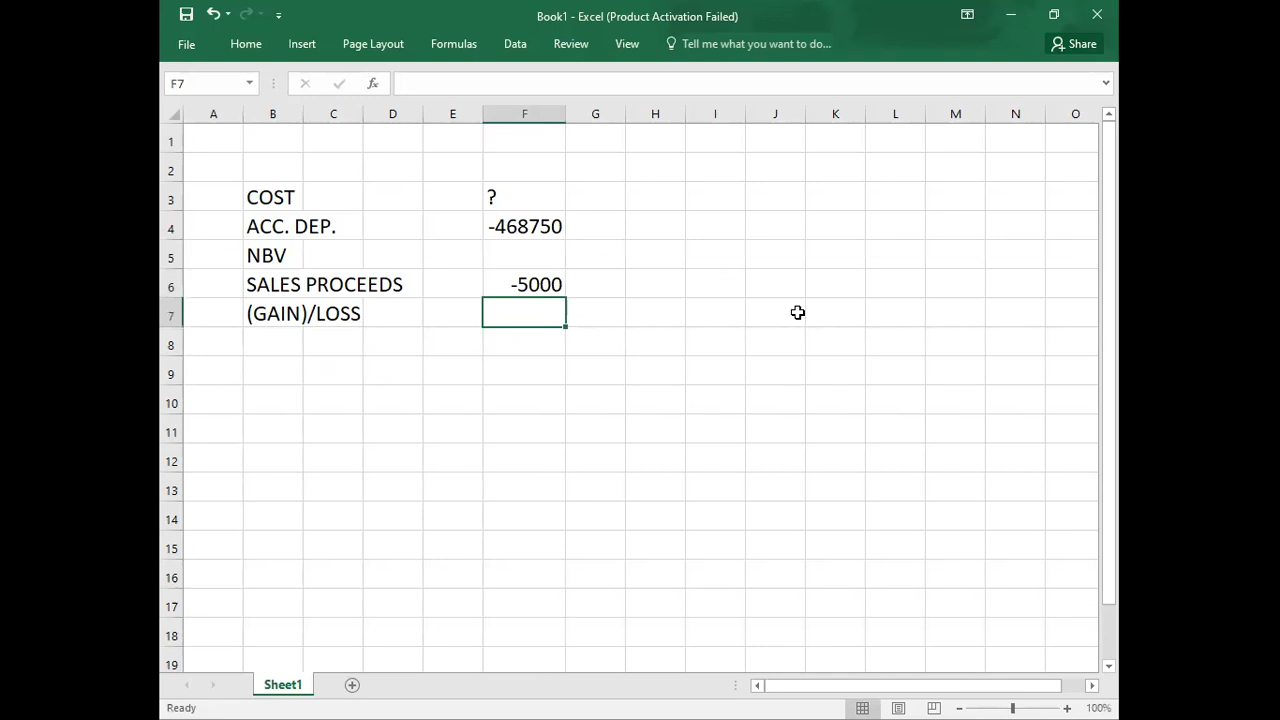 Book1 - Excel (Product Activation Failed)
File Home Insert Page Layout Formulas Data Review View Tell me what you want to do... Share
F7 fx
A B C D E F G H I J K L M N O
1
2
3 COST ?
4 ACC. DEP. -468750
5 NBV
6 SALES PROCEEDS -5000
7 (GAIN)/LOSS
8
9
10
11
12
13
14
15
16
17
18
19
Sheet1
Ready 100%